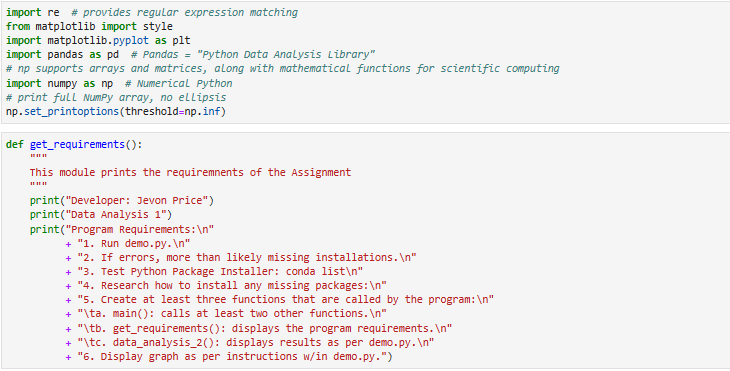 import re  # provides regular expression matching
from matplotlib import style
import matplotlib.pyplot as plt
import pandas as pd  # Pandas = "Python Data Analysis Library"
# np supports arrays and matrices, along with mathematical functions for scientific computing
import numpy as np  # Numerical Python
# print full NumPy array, no ellipsis
np.set_printoptions(threshold=np.inf)
def get_requirements():
    """
    This module prints the requiremnents of the Assignment
    """
    print("Developer: Jevon Price")
    print("Data Analysis 1")
    print("Program Requirements:\n"
          + "1. Run demo.py.\n"
          + "2. If errors, more than likely missing installations.\n"
          + "3. Test Python Package Installer: conda list\n"
          + "4. Research how to install any missing packages:\n"
          + "5. Create at least three functions that are called by the program:\n"
          + "\ta. main(): calls at least two other functions.\n"
          + "\tb. get_requirements(): displays the program requirements.\n"
          + "\tc. data_analysis_2(): displays results as per demo.py.\n"
          + "6. Display graph as per instructions w/in demo.py.")